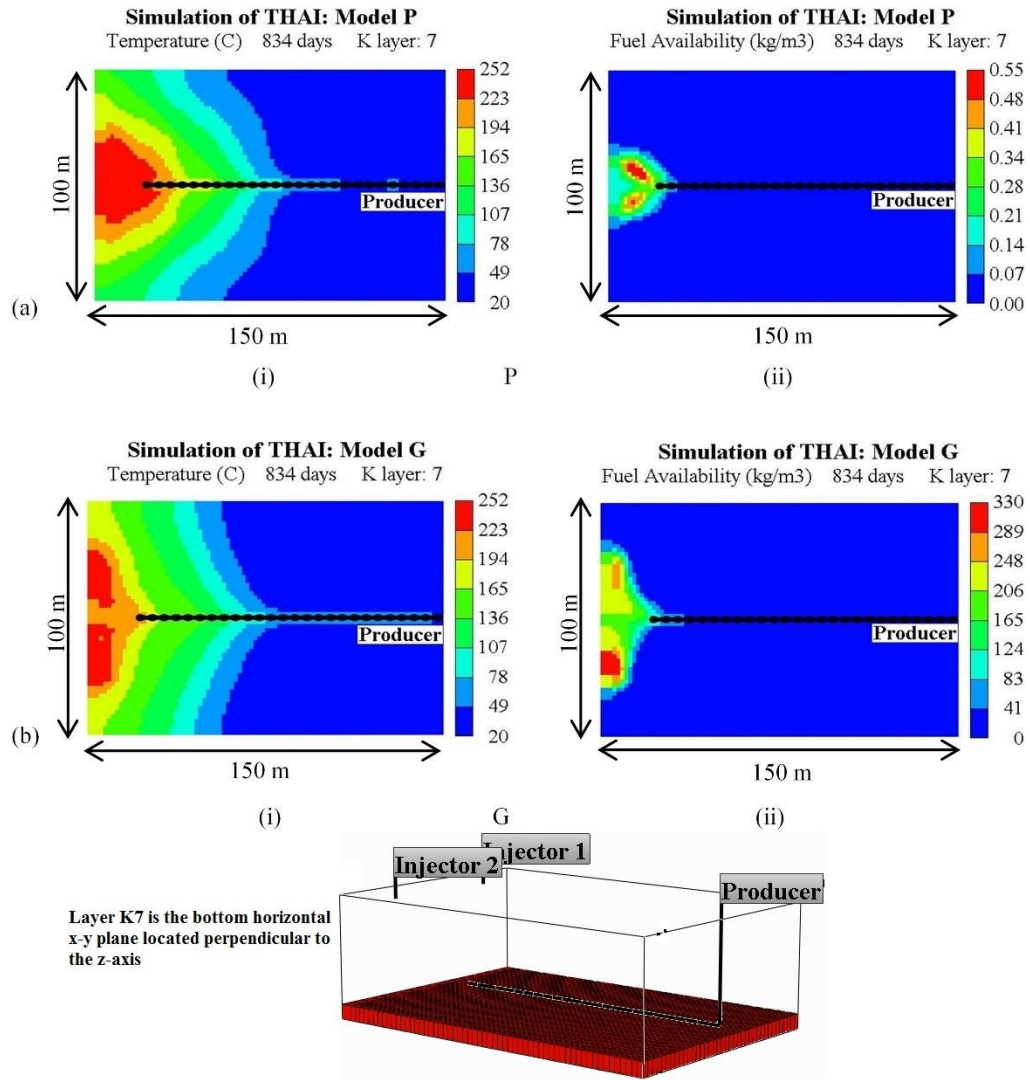 Simulation of THAI: Model P
Temperature (C) 834 days K layer: 7
252
223
194
165
136
107
78
49
20
100 m
Producer
150 m
(a)
(i)
Simulation of THAI: Model P
Fuel Availability (kg/m3) 834 days K layer: 7
0.55
0.48
0.41
0.34
0.28
0.21
0.14
0.07
0.00
100 m
Producer
150 m
(ii)
P
Simulation of THAI: Model G
Temperature (C) 834 days K layer: 7
252
223
194
165
136
107
78
49
20
100 m
Producer
150 m
(b)
(i)
Simulation of THAI: Model G
Fuel Availability (kg/m3) 834 days K layer: 7
330
289
248
206
165
124
83
41
0
100 m
Producer
150 m
(ii)
G
Injector 1
Injector 2
Producer
Layer K7 is the bottom horizontal
x-y plane located perpendicular to
the z-axis